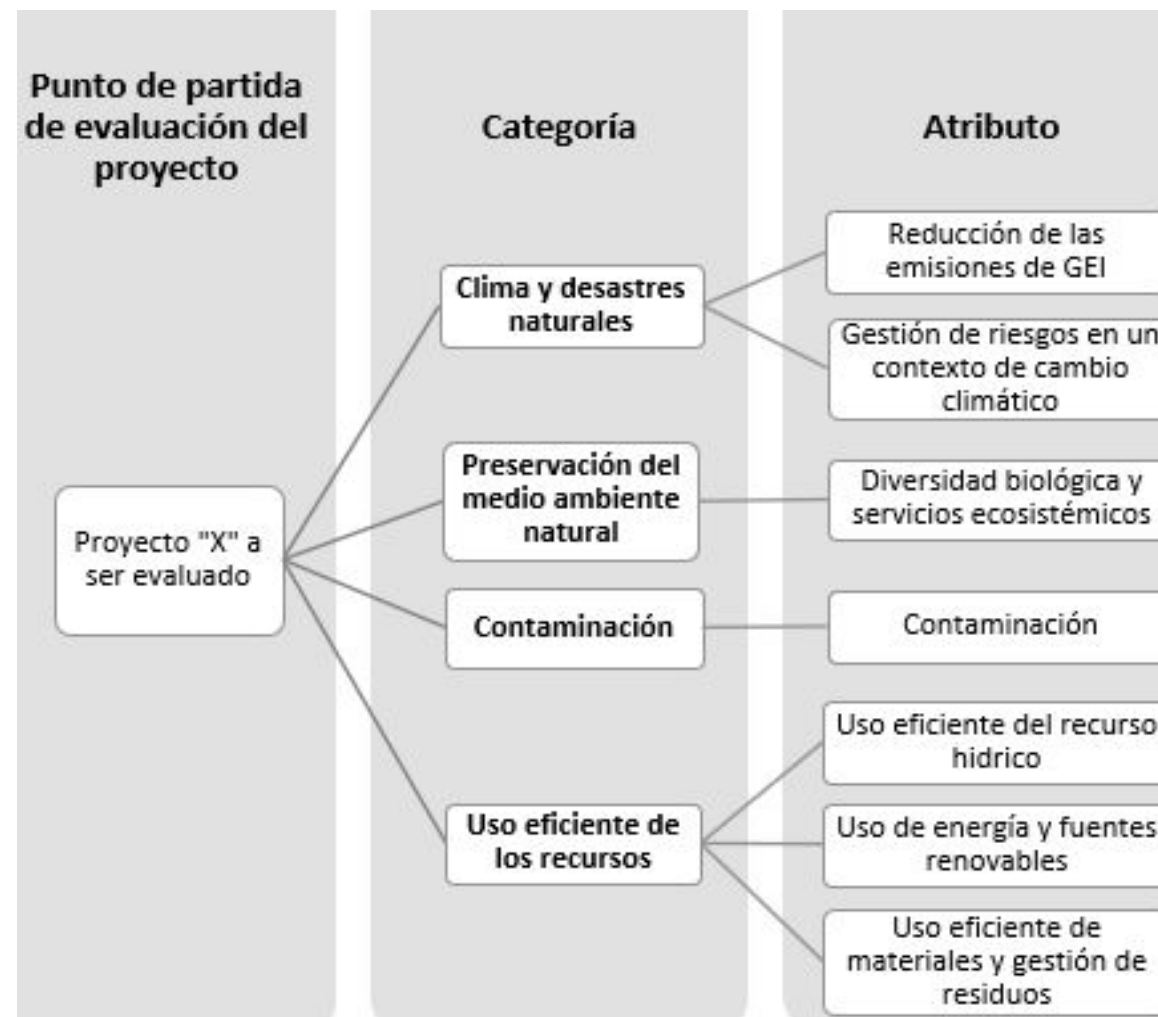 Punto de partida
de evaluación del
proyecto
Categoría
Atributo
Proyecto "X" a
ser evaluado
Clima y desastres
naturales
Preservación del
medio ambiente
natural
Contaminación
Uso eficiente de
los recursos
Reducción de las
emisiones de GEI
Gestión de riesgos en un
contexto de cambio
climático
Diversidad biológica y
servicios ecosistémicos
Contaminación
Uso eficiente del recurso
hidrico
Uso de energía y fuentes
renovables
Uso eficiente de
materiales y gestión de
residuos